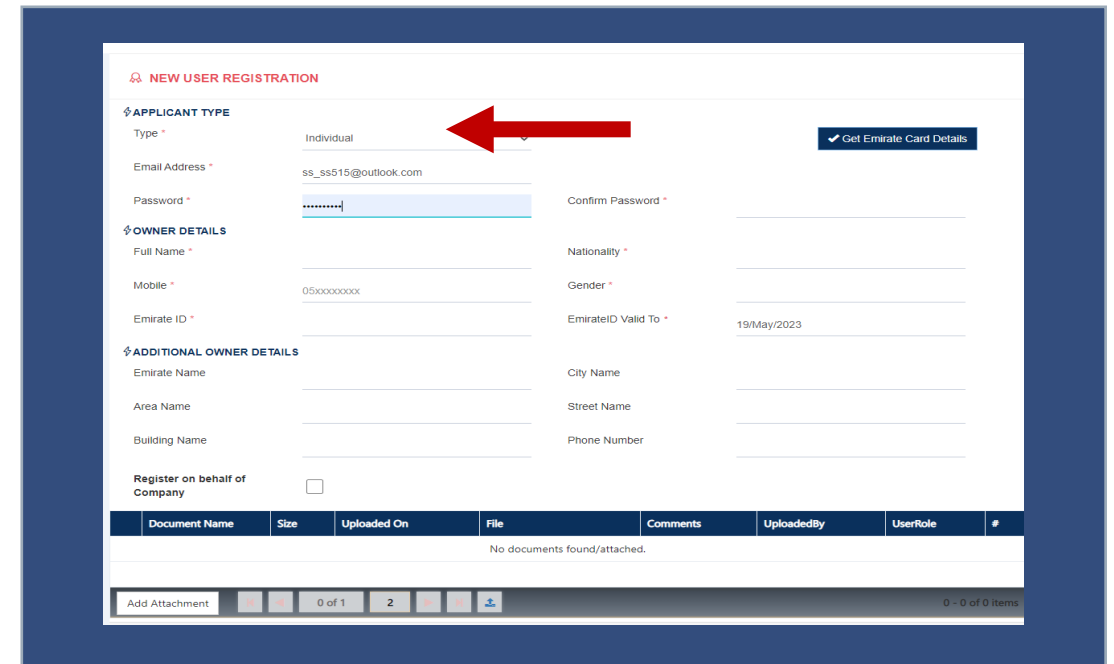 NEW USER REGISTRATION
APPLICANT TYPE
Type *
Individual
Get Emirate Card Details
Email Address *
ss_ss515@outlook.com
Password *
••••••••••
Confirm Password *
OWNER DETAILS
Full Name *
Nationality *
Mobile *
05xxxxxxxx
Gender *
Emirate ID *
EmirateID Valid To *
19/May/2023
ADDITIONAL OWNER DETAILS
Emirate Name
City Name
Area Name
Street Name
Building Name
Phone Number
Register on behalf of
Company
Document Name Size Uploaded On File Comments UploadedBy UserRole #
No documents found/attached.
Add Attachment 0 of 1 2 0 - 0 of 0 items